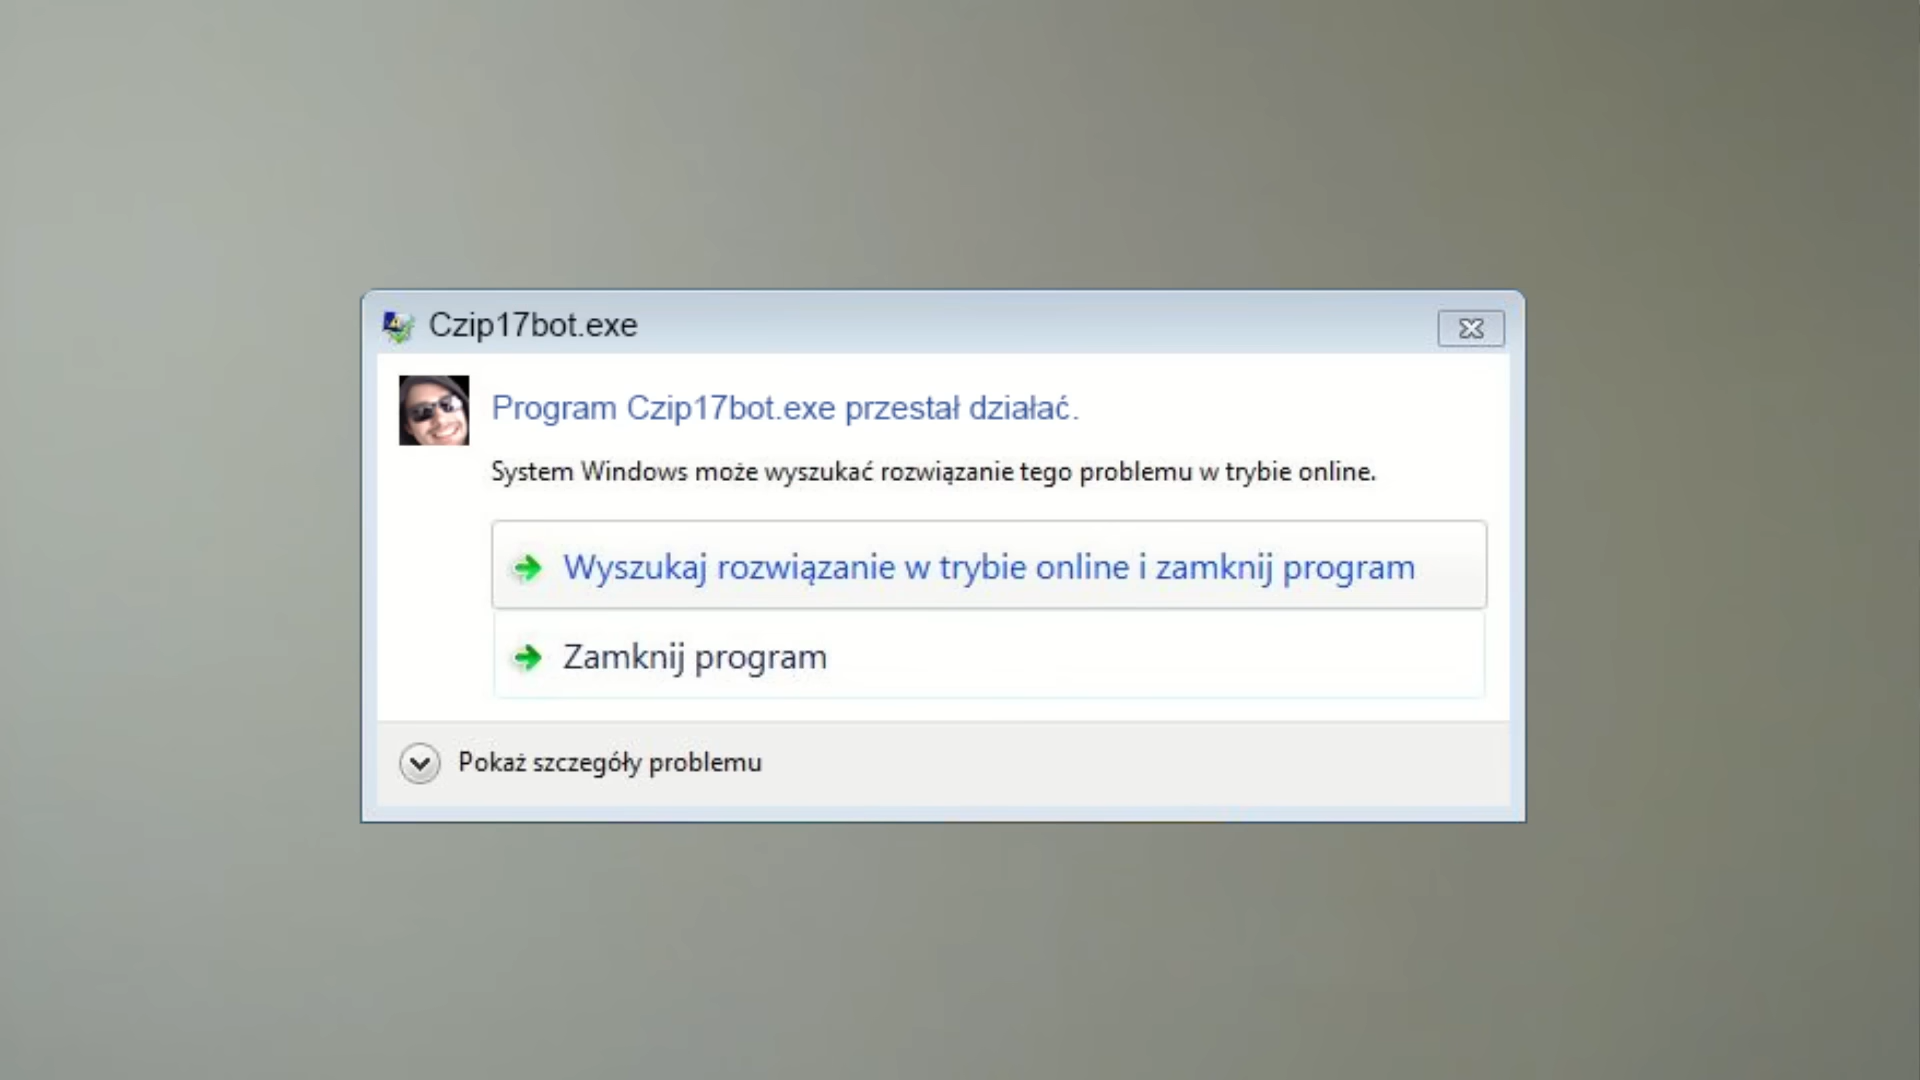 Czip17bot.exe
Program Czip17bot.exe przestał działać.
System Windows może wyszukać rozwiązanie tego problemu w trybie online.
Wyszukaj rozwiązanie w trybie online i zamknij program
Zamknij program
Pokaż szczegóły problemu